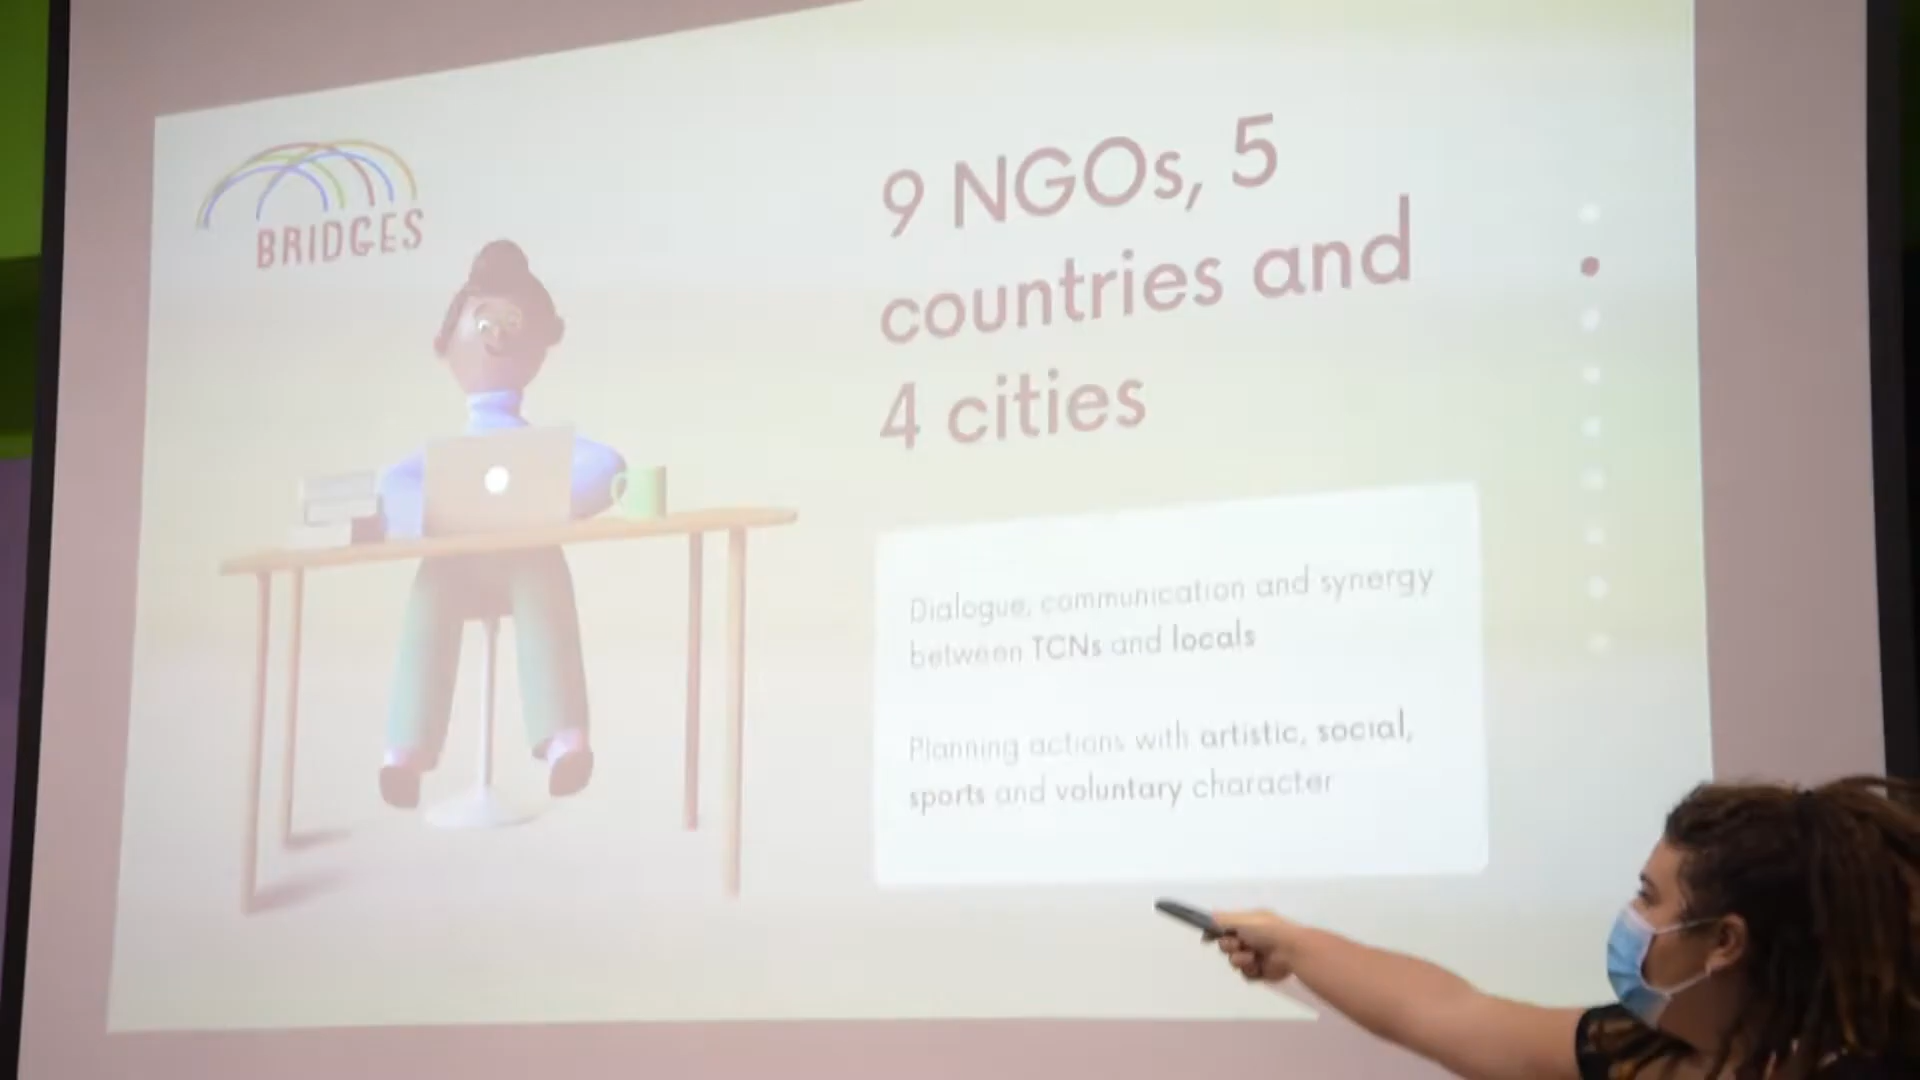 BRIDGES
9 NGOs, 5
countries and
4 cities
Dialogue, communication and synergy
between TCNs and locals
Planning actions with artistic, social,
sports and voluntary character